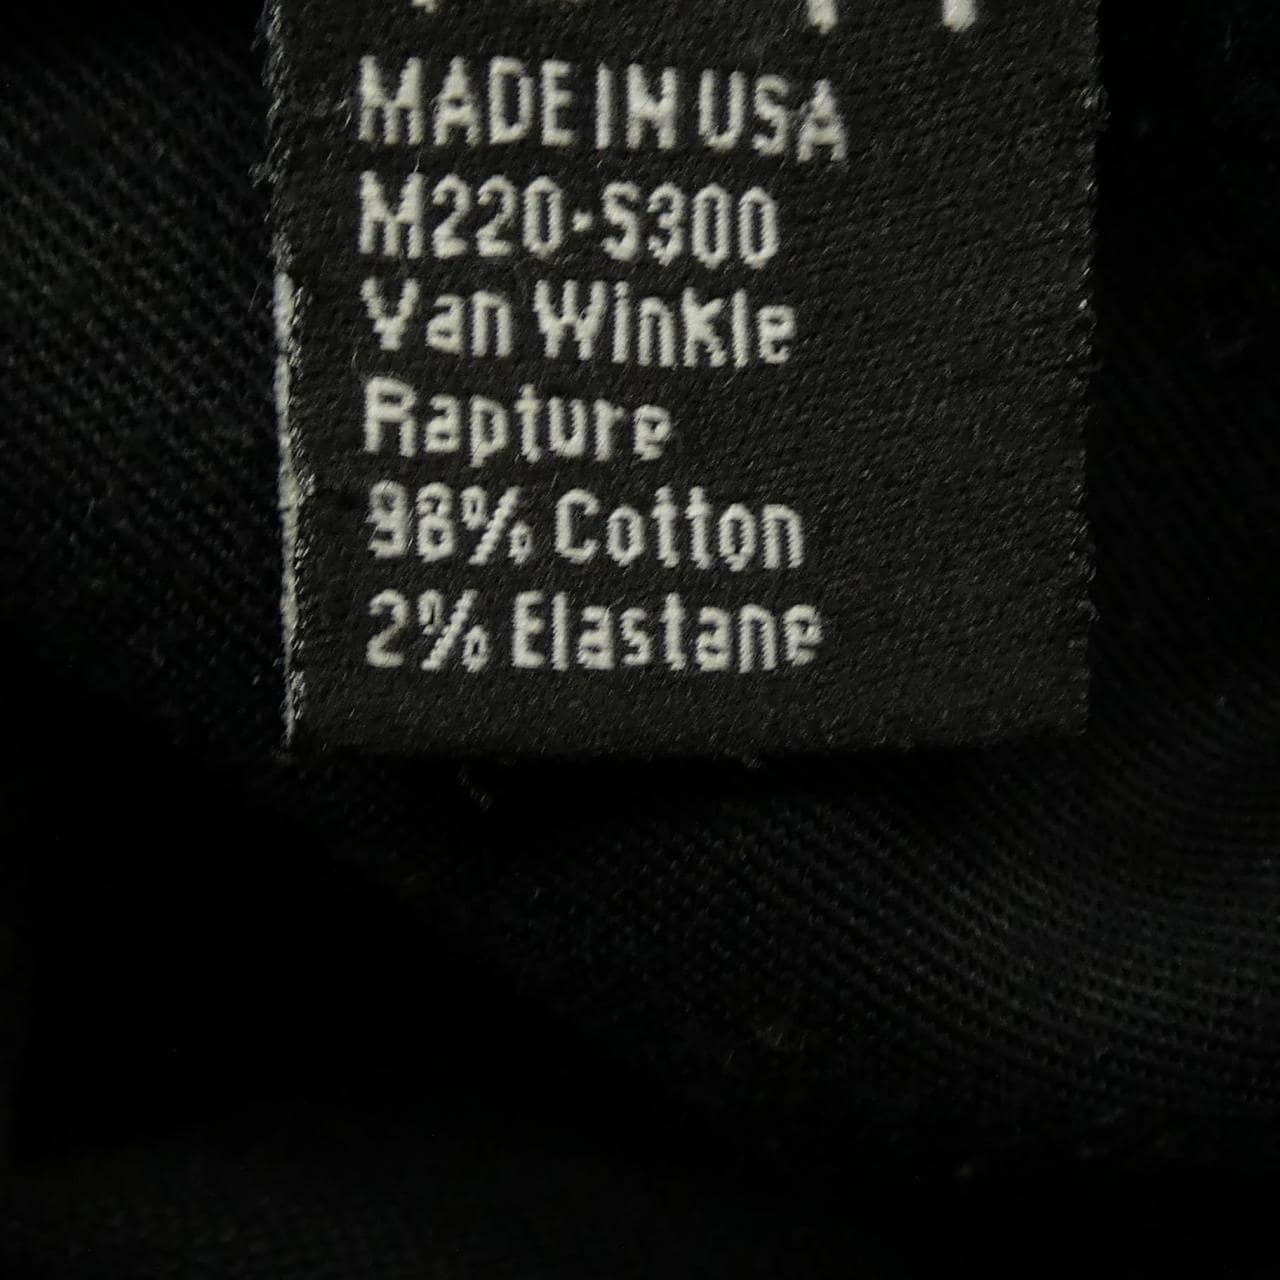 MADE IN USA
M220-S300
Van Winkle
Rapture
98% Cotton
2% Elastane